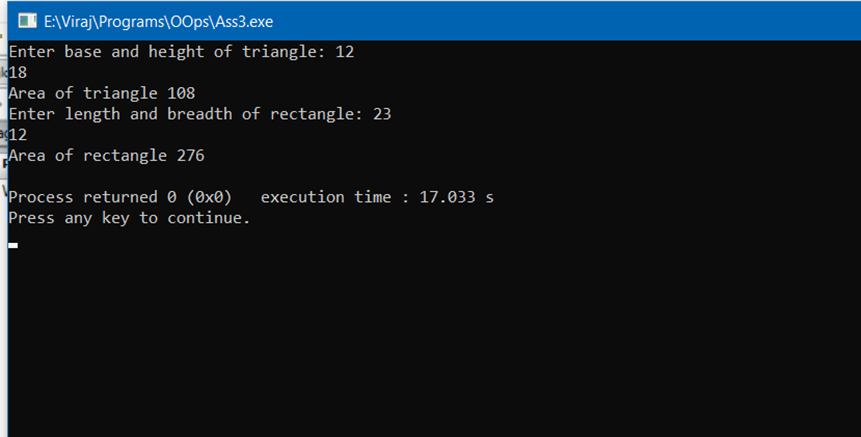 E:\Viraj\Programs\OOps\Ass3.exe
Enter base and height of triangle: 12
18
Area of triangle 108
Enter length and breadth of rectangle: 23
12
Area of rectangle 276
Process returned 0 (0x0)   execution time : 17.033 s
Press any key to continue.